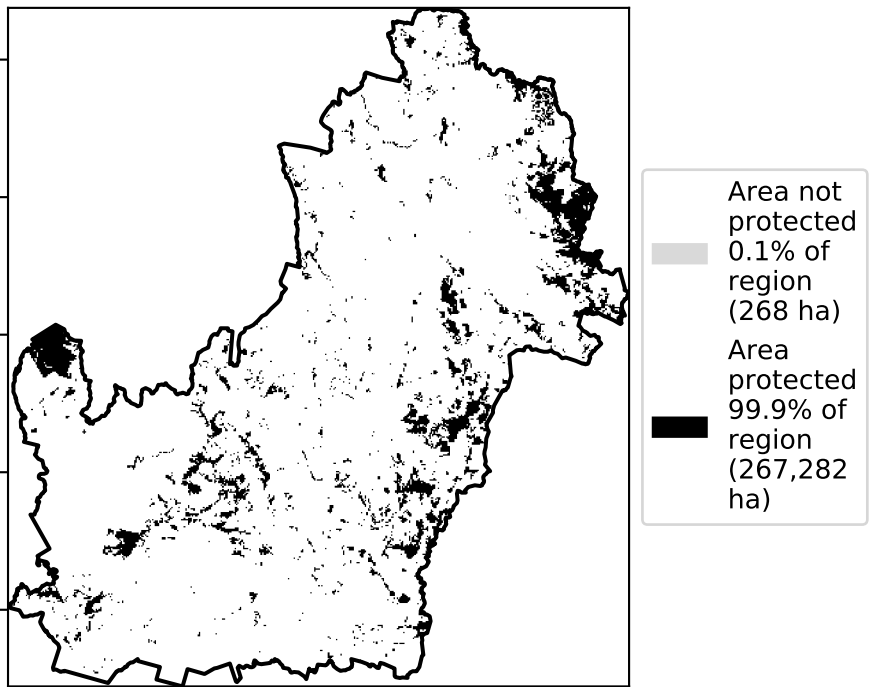 Area not
protected
0.1% of
region
(268 ha)
Area
protected
99.9% of
region
(267,282
ha)